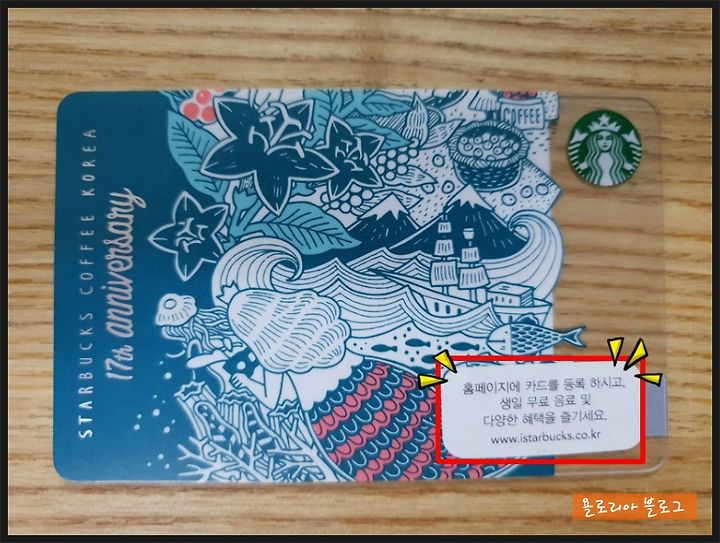 STARBUCKS COFFEE KOREA
17th anniversary
COFFEE
홈페이지에 카드를 등록 하시고,
생일 무료 음료 및
다양한 혜택을 즐기세요.
www.istarbucks.co.kr
욜로리아 블로그